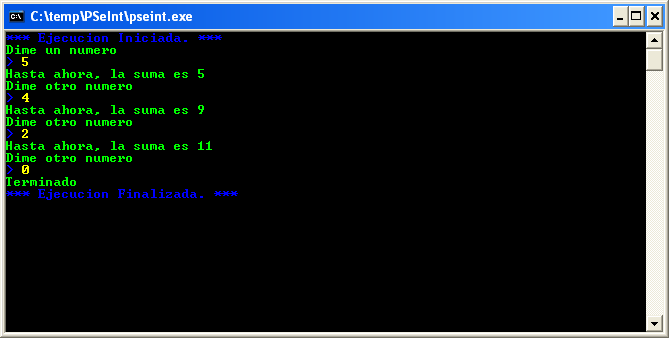 C:\temp\PSeInt\pseint.exe
*** Ejecucion Iniciada. ***
Dime un numero
> 5
Hasta ahora, la suma es 5
Dime otro numero
> 4
Hasta ahora, la suma es 9
Dime otro numero
> 2
Hasta ahora, la suma es 11
Dime otro numero
> 0
Terminado
*** Ejecucion Finalizada. ***